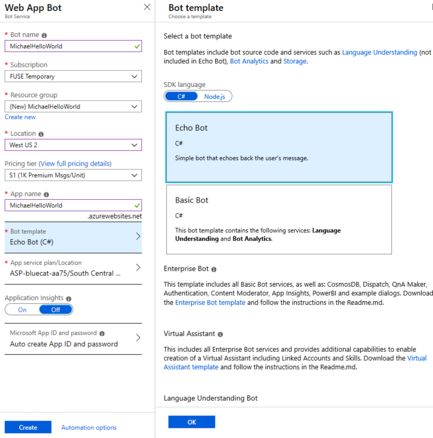 Web App Bot
Bot Service
* Bot name
MichaelHelloWorld
* Subscription
FUSE Temporary
* Resource group
(New) MichaelHelloWorld
Create new
* Location
West US 2
Pricing tier (View full pricing details)
S1 (1K Premium Msgs/Unit)
* App name
MichaelHelloWorld
.azurewebsites.net
* Bot template
Echo Bot (C#)
* App service plan/Location
ASP-bluecat-aa75/South Central ...
Application Insights
On Off
Microsoft App ID and password
Auto create App ID and password
Create Automation options
Bot template
Choose a template
Select a bot template
Bot templates include bot source code and services such as Language Understanding (not
included in Echo Bot), Bot Analytics and Storage.
SDK language
C# Node.js
Echo Bot
C#
Simple bot that echoes back the user's message.
Basic Bot
C#
This bot template contains the following services: Language
Understanding and Bot Analytics.
Enterprise Bot
This template includes all Basic Bot services, as well as: CosmosDB, Dispatch, QnA Maker,
Authentication, Content Moderator, App Insights, PowerBI and example dialogs. Download
the Enterprise Bot template and follow the instructions in the Readme.md.
Virtual Assistant
This includes all Enterprise Bot services and provides additional capabilities to enable
creation of a Virtual Assistant including Linked Accounts and Skills. Download the Virtual
Assistant template and follow the instructions in the Readme.md.
Language Understanding Bot
OK